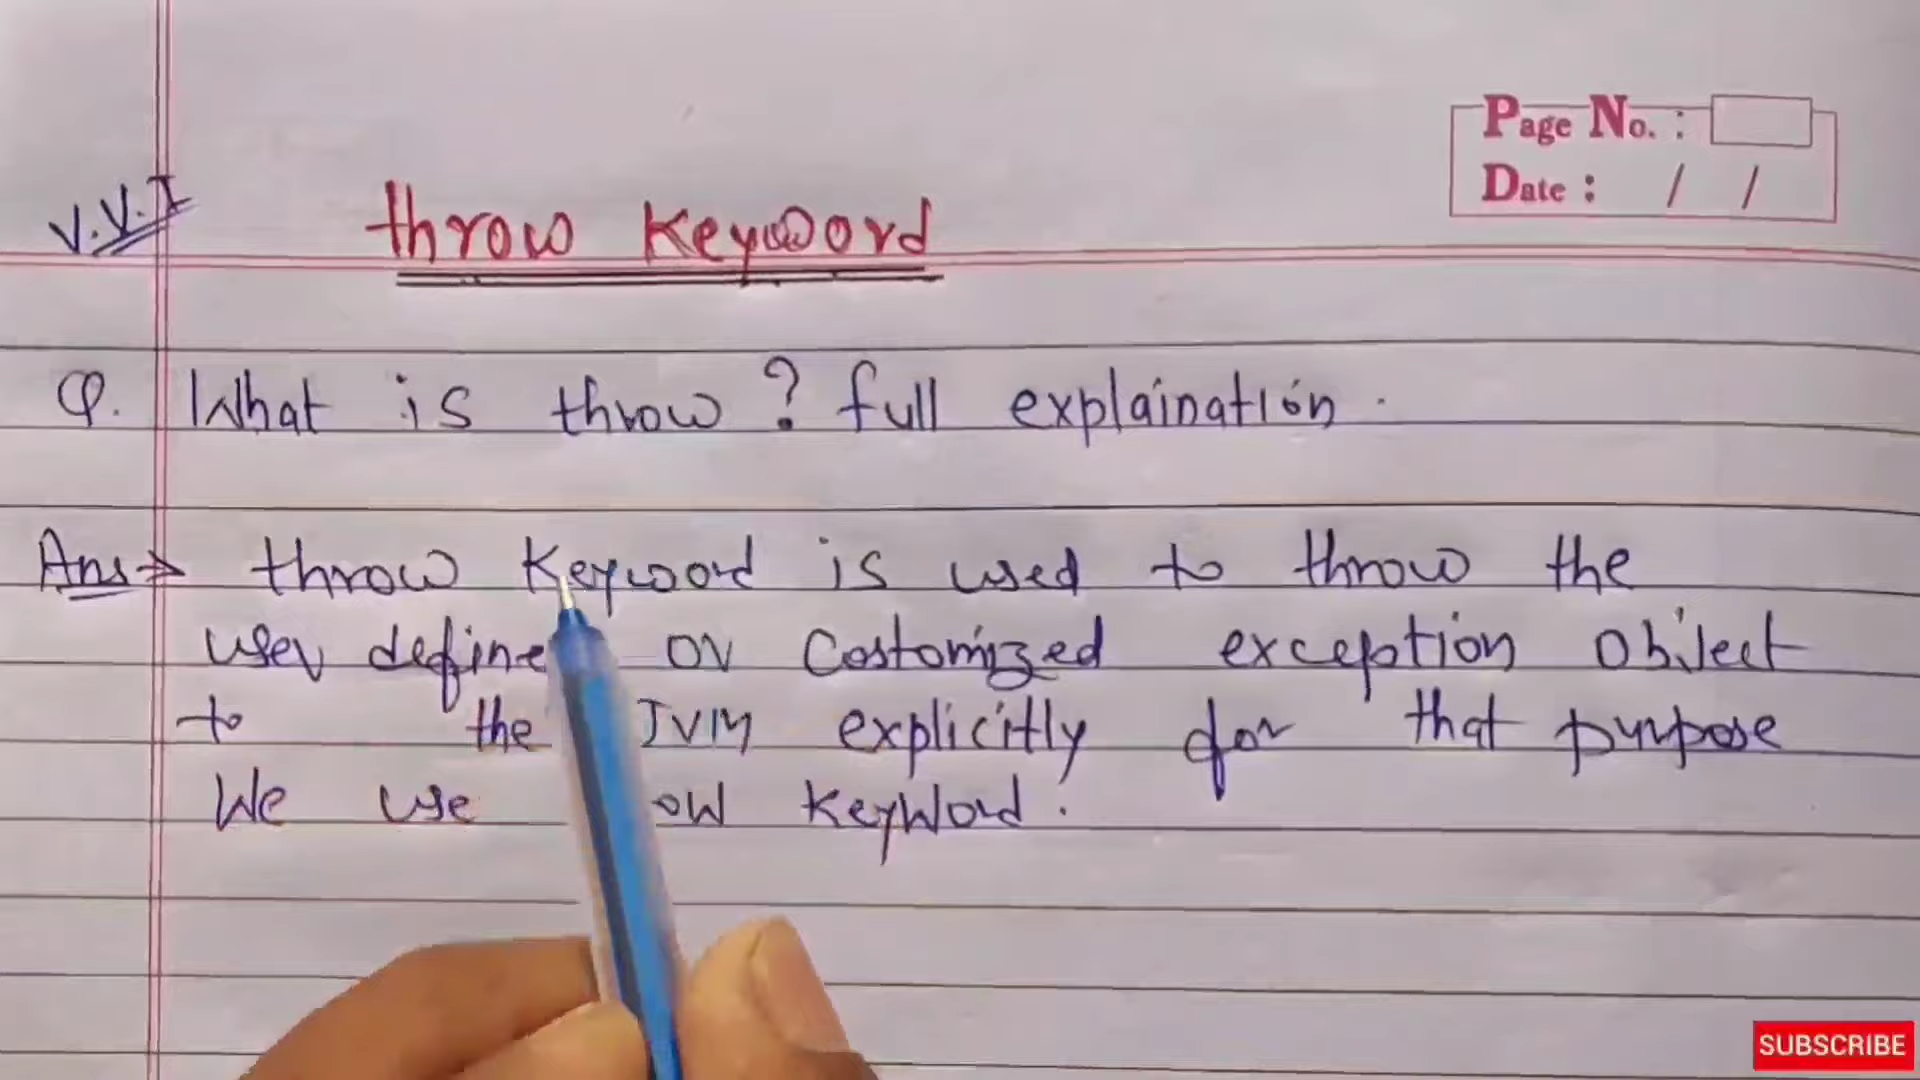 Page No. :
Date : / /
V.V.I
throw Keyword
Q. What is throw ? full explaination.
Ans⇒ throw Keyword is used to throw the
user define or Costomized exception object
to the JVM explicitly for that purpose
We use ow Keyword.
SUBSCRIBE